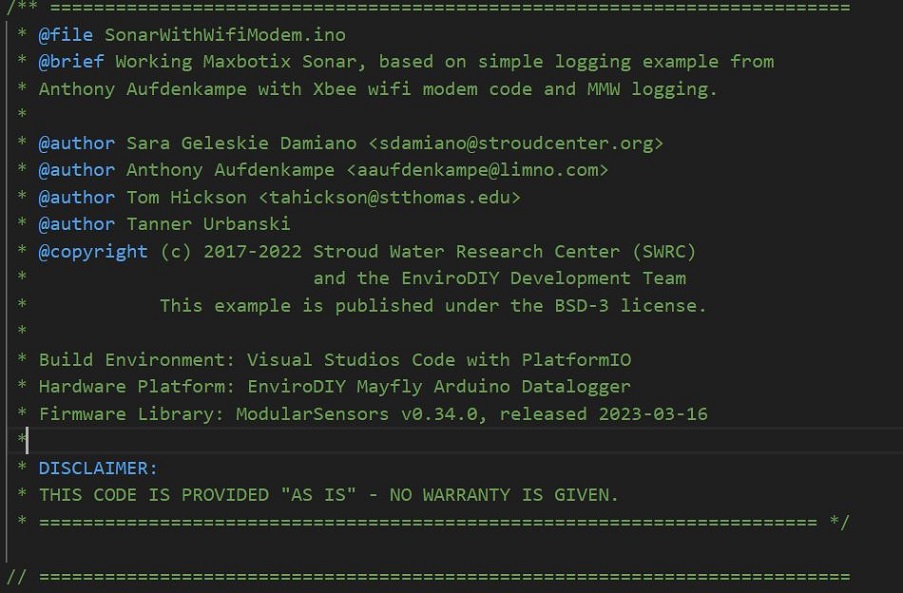 /** =========================================================================
* @file SonarWithWifiModem.ino
* @brief Working Maxbotix Sonar, based on simple logging example from
* Anthony Aufdenkampe with Xbee wifi modem code and MMW logging.
*
* @author Sara Geleskie Damiano <sdamiano@stroudcenter.org>
* @author Anthony Aufdenkampe <aaufdenkampe@limno.com>
* @author Tom Hickson <tahickson@stthomas.edu>
* @author Tanner Urbanski
* @copyright (c) 2017-2022 Stroud Water Research Center (SWRC)
*                          and the EnviroDIY Development Team
*            This example is published under the BSD-3 license.
*
* Build Environment: Visual Studios Code with PlatformIO
* Hardware Platform: EnviroDIY Mayfly Arduino Datalogger
* Firmware Library: ModularSensors v0.34.0, released 2023-03-16
*
* DISCLAIMER:
* THIS CODE IS PROVIDED "AS IS" - NO WARRANTY IS GIVEN.
* ======================================================================= */
// ==========================================================================